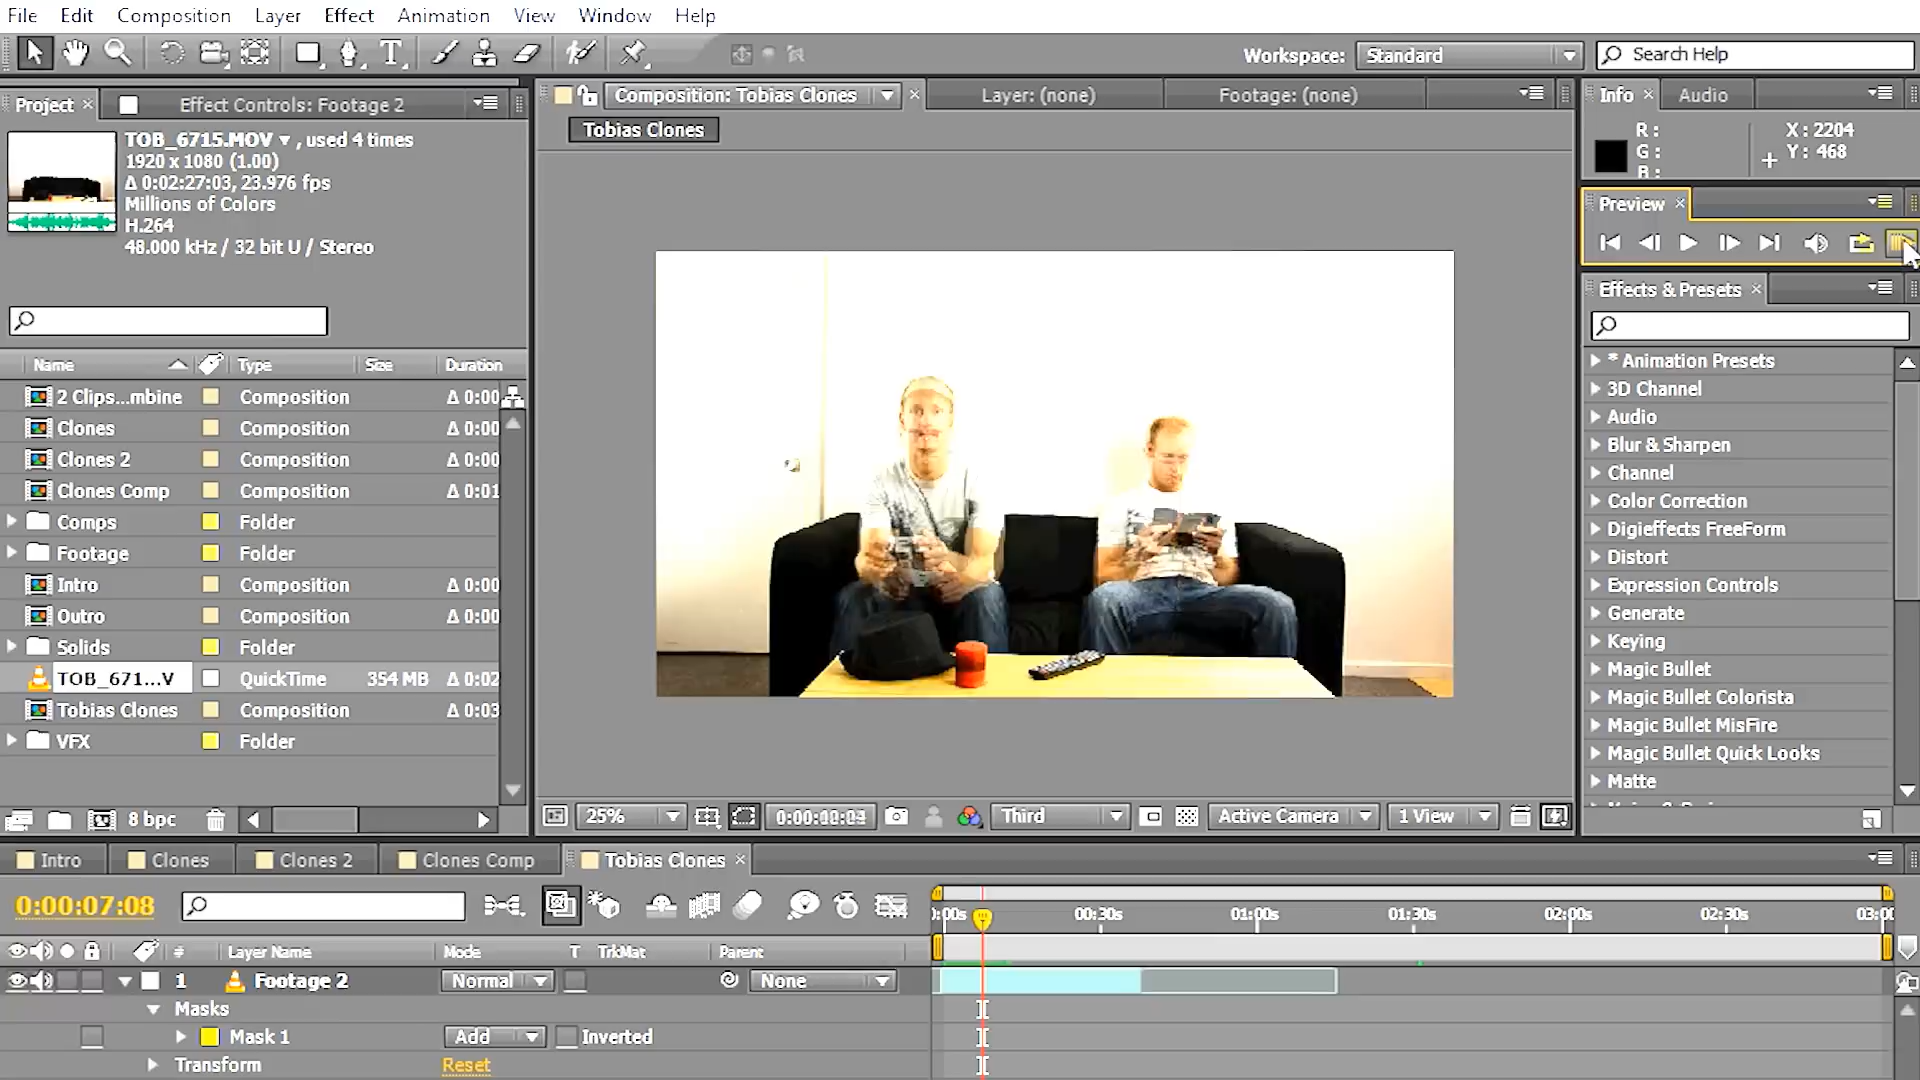 File Edit Composition Layer Effect Animation View Window Help
Workspace: Standard Search Help
Project Effect Controls: Footage 2
TOB_6715.MOV , used 4 times
1920 x 1080 (1.00)
Δ 0:02:27:03, 23.976 fps
Millions of Colors
H.264
48.000 kHz / 32 bit U / Stereo
Name Type Size Duration
2 Clips...mbine Composition Δ 0:00
Clones Composition Δ 0:00
Clones 2 Composition Δ 0:00
Clones Comp Composition Δ 0:01
Comps Folder
Footage Folder
Intro Composition Δ 0:00
Outro Composition Δ 0:00
Solids Folder
TOB_671...V QuickTime 354 MB Δ 0:02
Tobias Clones Composition Δ 0:03
VFX Folder
8 bpc
Composition: Tobias Clones Layer: (none) Footage: (none)
Tobias Clones
25% Third Active Camera 1 View
Info Audio
R: X: 2204
G: Y: 468
Preview
Effects & Presets
* Animation Presets
3D Channel
Audio
Blur & Sharpen
Channel
Color Correction
Digieffects FreeForm
Distort
Expression Controls
Generate
Keying
Magic Bullet
Magic Bullet Colorista
Magic Bullet MisFire
Magic Bullet Quick Looks
Matte
Intro Clones Clones 2 Clones Comp Tobias Clones
0:00:07:08
:00s 00:30s 01:00s 01:30s 02:00s 02:30s 03:0
# Layer Name Mode T TrkMat Parent
1 Footage 2 Normal None
Masks
Mask 1 Add Inverted
Transform Reset